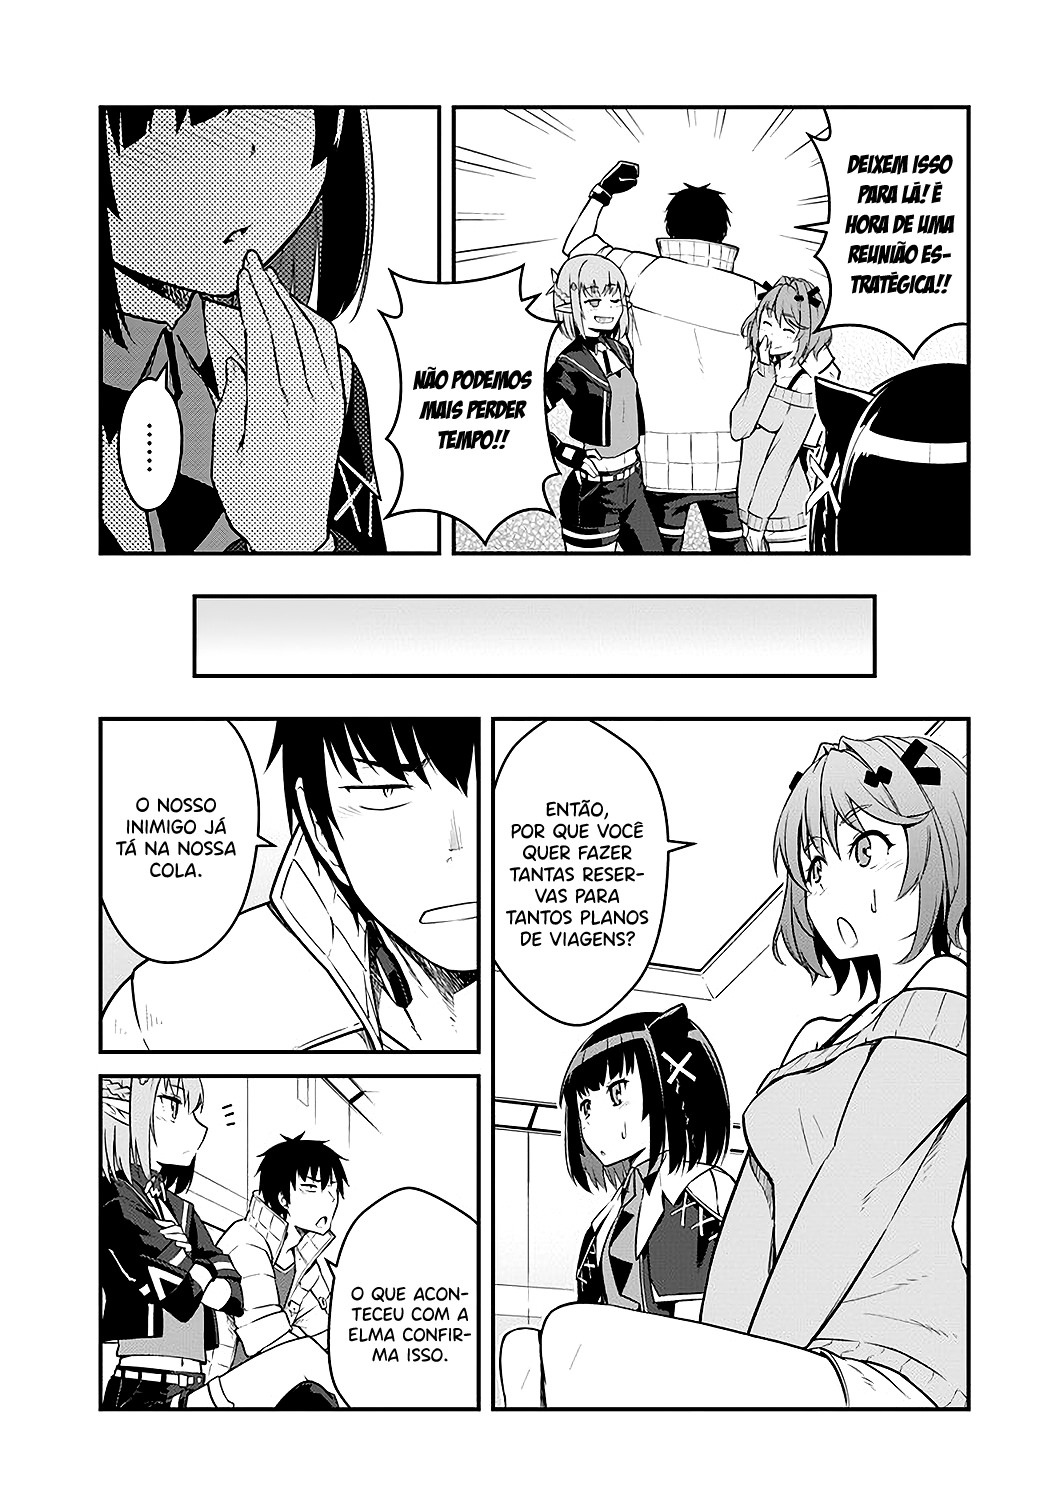 DEIXEM ISSO
PARA LÁ! É
HORA DE UMA
REUNIÃO ES-
TRATÉGICA!!
NÃO PODEMOS
MAIS PERDER
TEMPO!!
......
ENTÃO,
POR QUE VOCÊ
QUER FAZER
TANTAS RESER-
VAS PARA
TANTOS PLANOS
DE VIAGENS?
O NOSSO
INIMIGO JÁ
TÁ NA NOSSA
COLA.
O QUE ACON-
TECEU COM A
ELMA CONFIR-
MA ISSO.